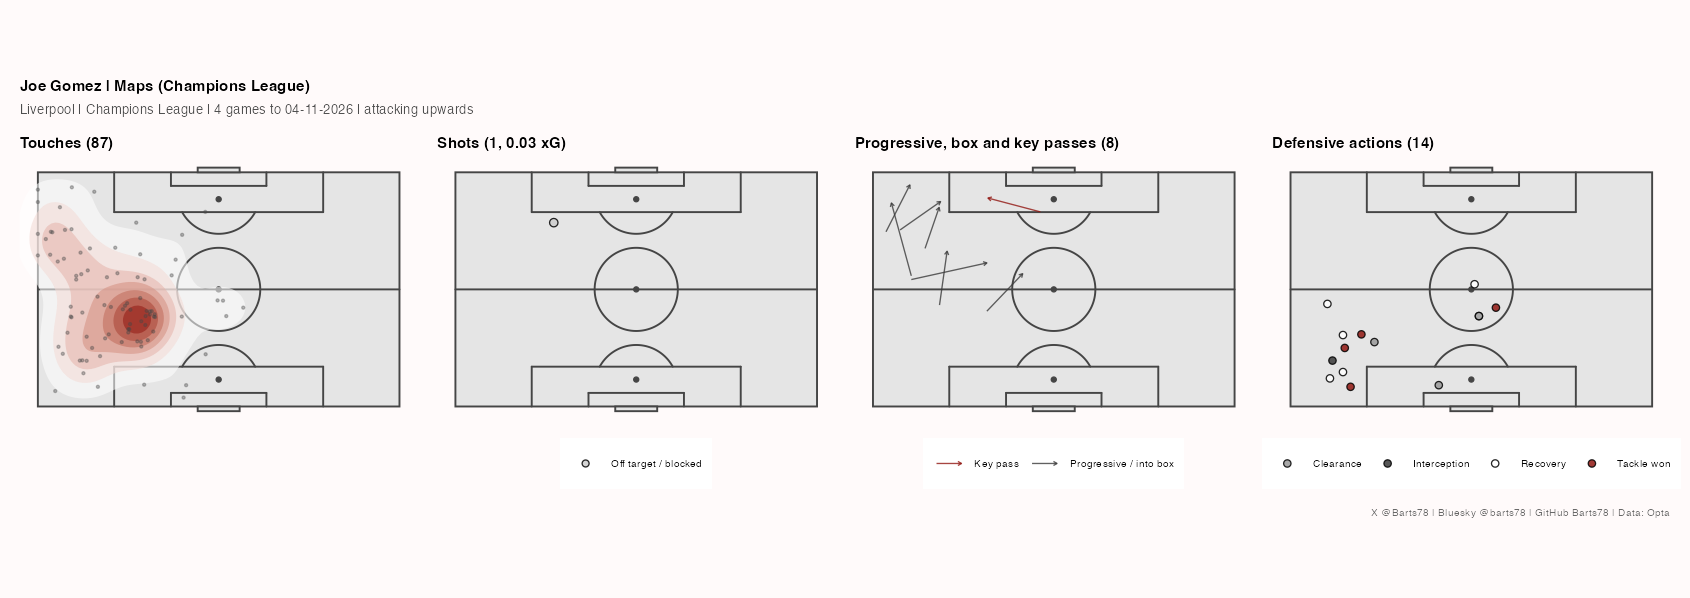 Joe Gomez | Maps (Champions League)
Liverpool | Champions League | 4 games to 04-11-2026 | attacking upwards
Touches (87)
Shots (1, 0.03 xG)
Progressive, box and key passes (8)
Defensive actions (14)
Off target / blocked
Key pass
Progressive / into box
Clearance
Interception
Recovery
Tackle won
X @Barts78 | Bluesky @barts78 | GitHub Barts78 | Data: Opta